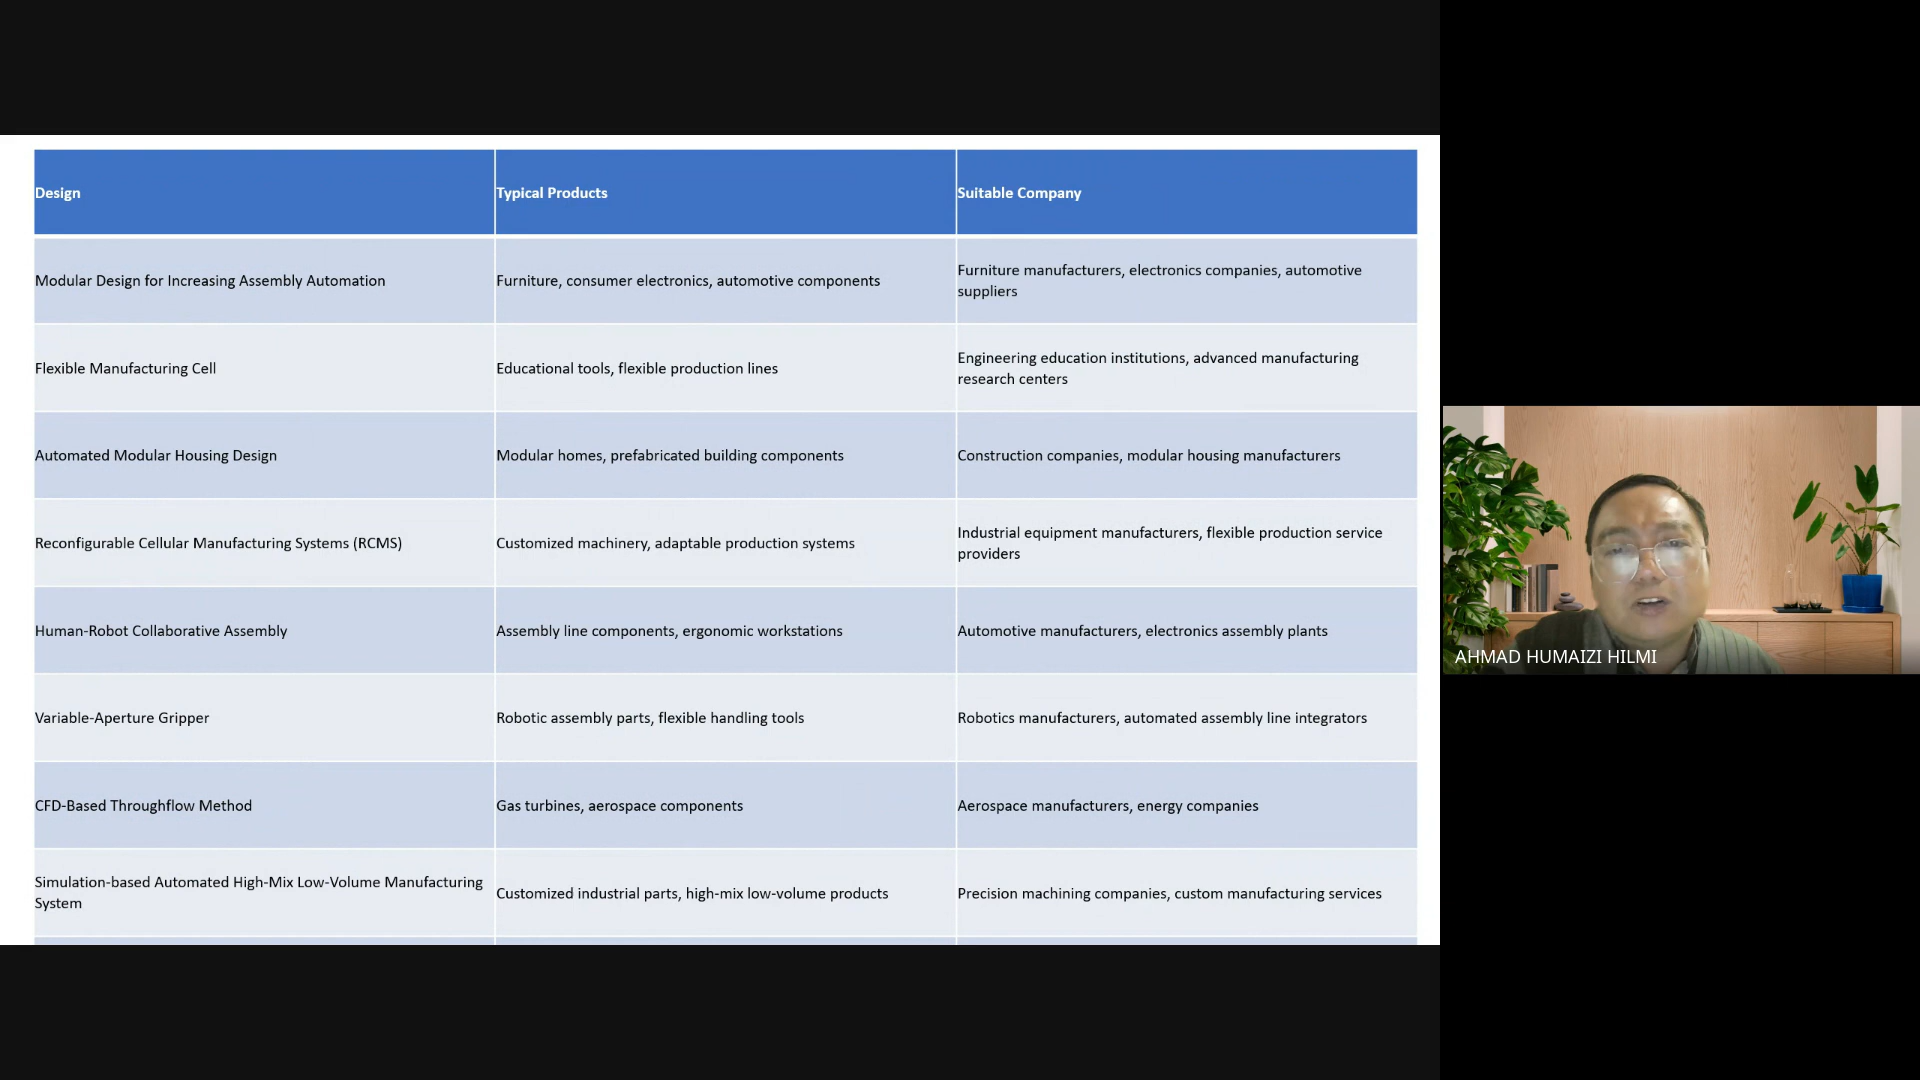 Design
Typical Products
Suitable Company
Modular Design for Increasing Assembly Automation
Furniture, consumer electronics, automotive components
Furniture manufacturers, electronics companies, automotive
suppliers
Flexible Manufacturing Cell
Educational tools, flexible production lines
Engineering education institutions, advanced manufacturing
research centers
Automated Modular Housing Design
Modular homes, prefabricated building components
Construction companies, modular housing manufacturers
Reconfigurable Cellular Manufacturing Systems (RCMS)
Customized machinery, adaptable production systems
Industrial equipment manufacturers, flexible production service
providers
Human-Robot Collaborative Assembly
Assembly line components, ergonomic workstations
Automotive manufacturers, electronics assembly plants
Variable-Aperture Gripper
Robotic assembly parts, flexible handling tools
Robotics manufacturers, automated assembly line integrators
CFD-Based Throughflow Method
Gas turbines, aerospace components
Aerospace manufacturers, energy companies
Simulation-based Automated High-Mix Low-Volume Manufacturing
System
Customized industrial parts, high-mix low-volume products
Precision machining companies, custom manufacturing services
AHMAD HUMAIZI HILMI